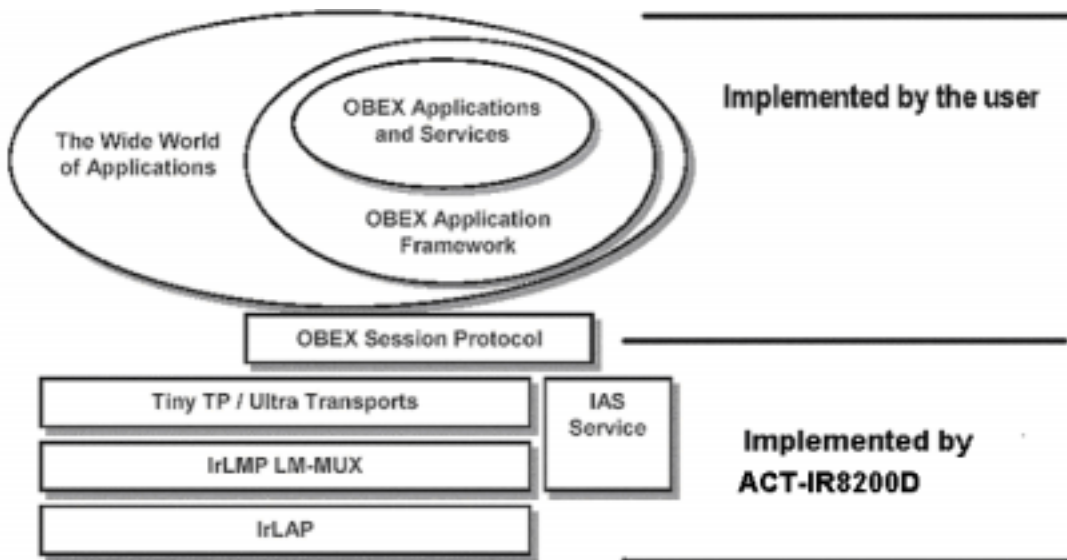 OBEX Applications
and Services
The Wide World
of Applications
OBEX Application
Framework
Implemented by the user
OBEX Session Protocol
Tiny TP / Ultra Transports
IAS
Service
IrLMP LM-MUX
IrLAP
Implemented by
ACT-IR8200D